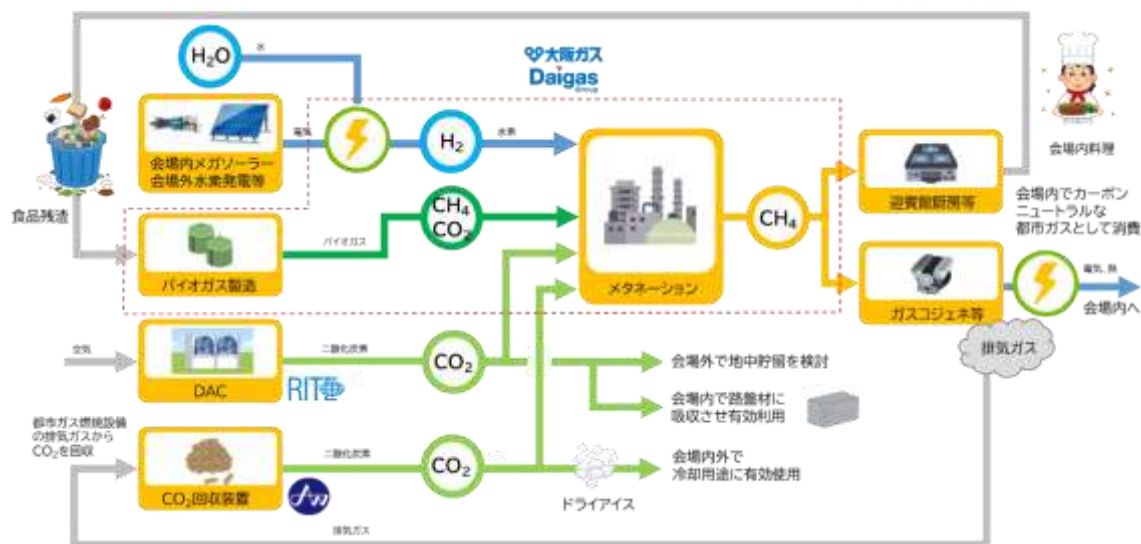 H₂O
水
大阪ガス
Daigas
Group
食品残渣
会場内メガソーラー
会場外水素発電等
電気
H₂
水素
バイオガス製造
バイオガス
CH₄
CO₂
メタネーション
CH₄
迎賓館厨房等
会場内料理
会場内でカーボン
ニュートラルな
都市ガスとして消費
ガスコジェネ等
電気、熱
会場内へ
排気ガス
空気
DAC
二酸化炭素
RITE
CO₂
会場外で地中貯留を検討
会場内で路盤材に
吸収させ有効利用
都市ガス燃焼設備
の排気ガスから
CO₂を回収
CO₂回収装置
二酸化炭素
CO₂
ドライアイス
会場内外で
冷却用途に有効使用
排気ガス